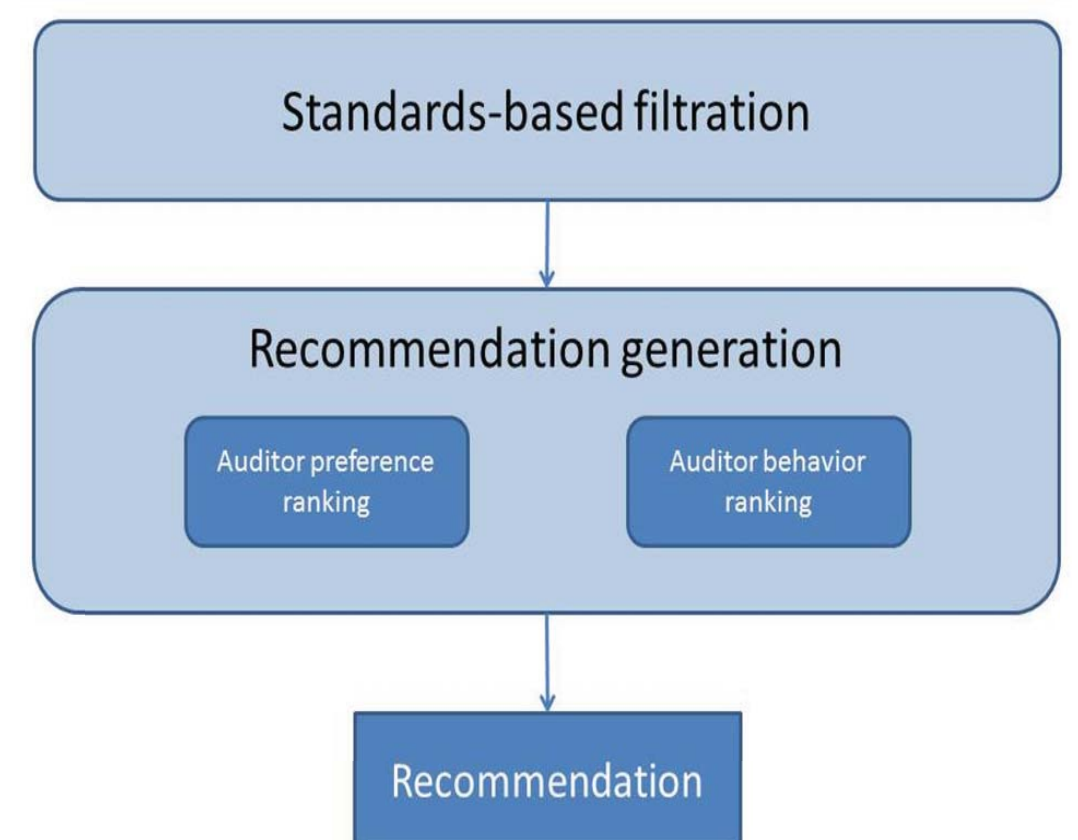 Standards-based filtration
Recommendation generation
Auditor preference
ranking
Auditor behavior
ranking
Recommendation